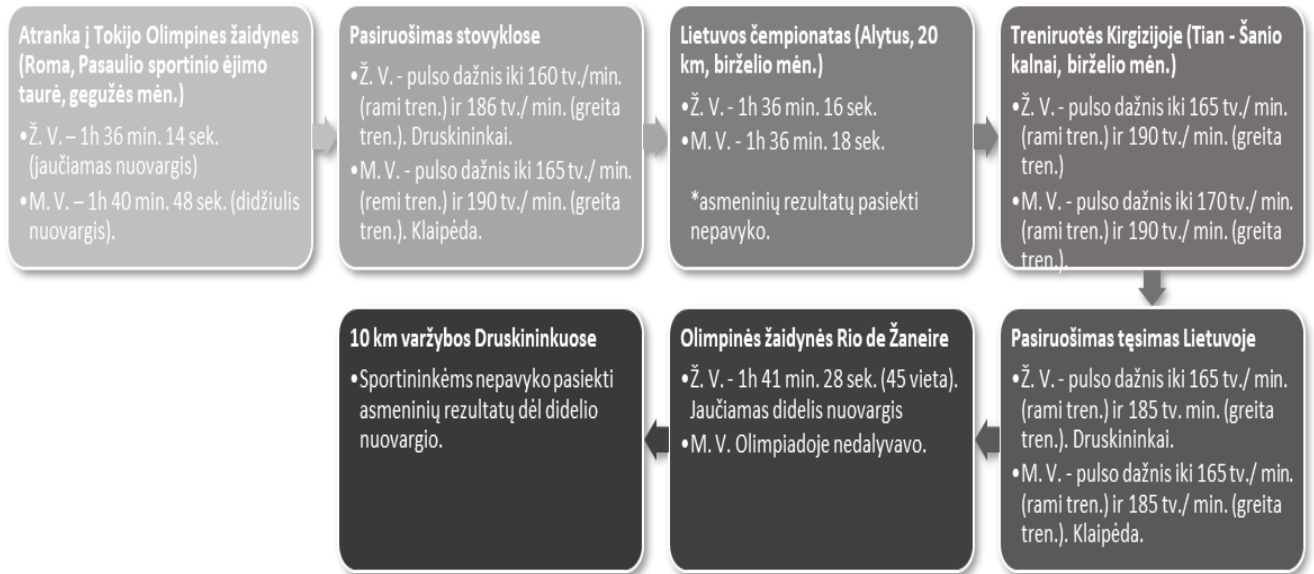 Atranka į Tokijo Olimpines žaidynes
(Roma, Pasaulio sportinio ėjimo
taurė, gegužės mėn.)
•Ž. V. – 1h 36 min. 14 sek.
(jaučiamas nuovargis)
•M. V. – 1h 40 min. 48 sek. (didžiulis
nuovargis).
Pasiruošimas stovyklose
•Ž. V. - pulso dažnis iki 160 tv./min.
(rami tren.) ir 186 tv./ min. (greita
tren.). Druskininkai.
•M. V. - pulso dažnis iki 165 tv./ min.
(remi tren.) ir 190 tv./ min. (greita
tren.). Klaipėda.
Lietuvos čempionatas (Alytus, 20
km, birželio mėn.)
•Ž. V. - 1h 36 min. 16 sek.
•M. V. - 1h 36 min. 18 sek.
*asmeninių rezultatų pasiekti
nepavyko.
Treniruotės Kirgizijoje (Tian - Šanio
kalnai, birželio mėn.)
•Ž. V. - pulso dažnis iki 165 tv./ min.
(rami tren.) ir 190 tv./ min. (greita
tren.)
•M. V. - pulso dažnis iki 170 tv./ min.
(rami tren.) ir 190 tv./ min. (greita
tren.).
Pasiruošimas tęsimas Lietuvoje
•Ž. V. - pulso dažnis iki 165 tv./ min.
(rami tren.) ir 185 tv. min. (greita
tren.). Druskininkai.
•M. V. - pulso dažnis iki 165 tv./ min.
(rami tren.) ir 185 tv./ min. (greita
tren.). Klaipėda.
Olimpinės žaidynės Rio de Žaneire
•Ž. V. - 1h 41 min. 28 sek. (45 vieta).
Jaučiamas didelis nuovargis
•M. V. Olimpiadoje nedalyvavo.
10 km varžybos Druskininkuose
•Sportininkėms nepavyko pasiekti
asmeninių rezultatų dėl didelio
nuovargio.